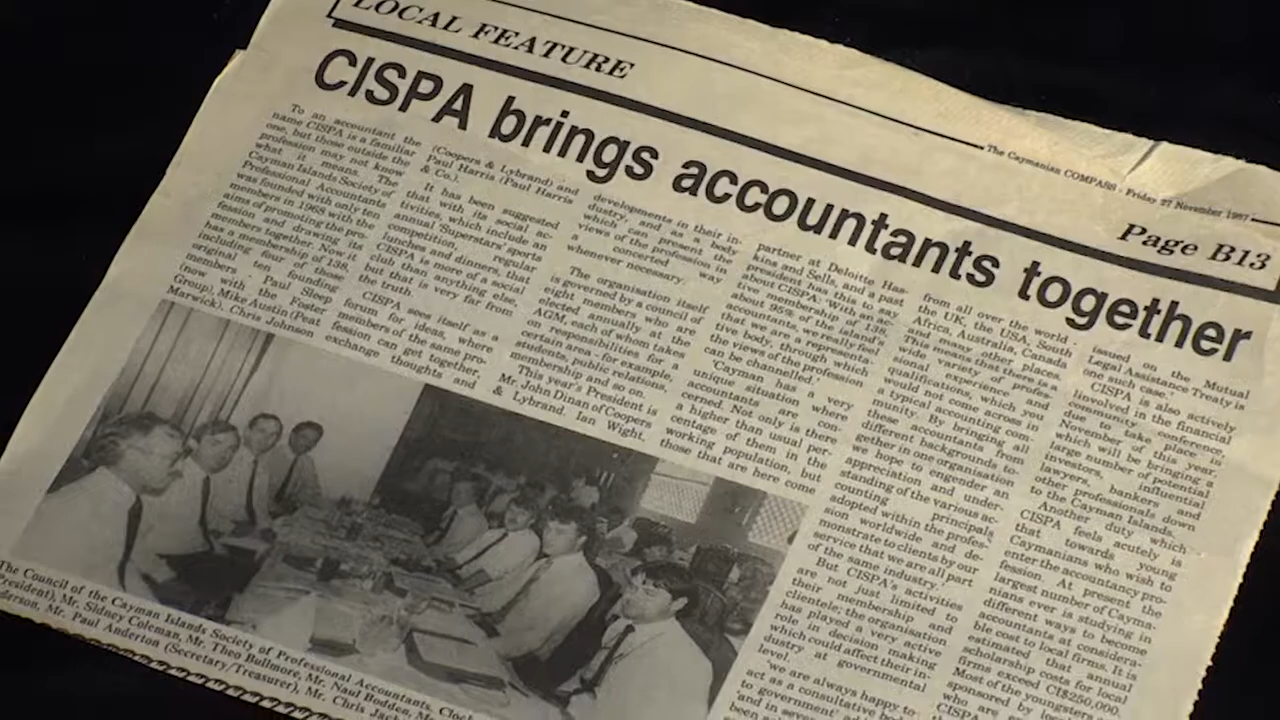 LOCAL FEATURE
The Caymanian COMPASS, Friday 27 November 1987
Page B13
CISPA brings accountants together
To an accountant the
name CISPA is a familiar
one, but those outside the
profession may not know
what it means. The
Cayman Islands Society of
Professional Accountants
was founded with only ten
members in 1968 with the
aims of promoting the pro-
fession and drawing its
members together. Now it
has a membership of 138,
including four of those
original ten founding
members - Paul Sleep
(now with the Foster
Group), Mike Austin (Peat
Marwick), Chris Johnson
(Coopers & Lybrand) and
Paul Harris (Paul Harris
& Co.).
It has been suggested
that with its social ac-
tivities, which include an
annual 'Superstars' sports
competition, regular
lunches and dinners, that
CISPA is more of a social
club than anything else,
but that is very far from
the truth.
CISPA sees itself as a
forum for ideas, where
members of the same pro-
fession can get together,
exchange thoughts and
developments in their in-
dustry, and as a body
which can present the
views of the profession in
a concerted way
whenever necessary.
The organisation itself
is governed by a council of
eight members who are
elected annually at the
AGM, each of whom takes
on responsibilities for a
certain area - for example,
students, public relations,
membership and so on.
This year's President is
Mr. John Dinan of Coopers
& Lybrand. Ian Wight,
partner at Deloitte Has-
kins and Sells, and a past
president has this to say
about CISPA: 'With an ac-
tive membership of 138,
about 95% of the island's
accountants, we really feel
that we are a representa-
tive body, through which
the views of the profession
can be channelled.'
'Cayman has a very
unique situation where
accountants are con-
cerned. Not only is there
a higher than usual per-
centage of them in the
working population, but
those that are here come
from all over the world -
the UK, the USA, South
Africa, Australia, Canada
and many other places.
This means that there is a
wide variety of profes-
sional experience and
qualifications, which you
would not come across in
a typical accounting com-
munity. By bringing all
these accountants from
different backgrounds to-
gether in one organisation
we hope to engender an
appreciation and under-
standing of the various ac-
counting principals
adopted within the profes-
sion worldwide and de-
monstrate to clients by our
service that we are all part
of the same industry.'
But CISPA's activities
are not just limited to
their membership and
clientele; the organisation
has played a very active
role in decision making
which could affect their in-
dustry at governmental
level.
'we are always happy to
act as a consultative body
to government'
'and in
been
issued on the Mutual
Legal Assistance Treaty is
one such case.'
CISPA is also actively
involved in the financial
community conference,
due to take place in
November of this year,
which will be bringing a
large number of potential
investors, influential
lawyers, bankers and
other professionals down
to the Cayman Islands.
Another duty which
CISPA feels acutely is
that towards young
Caymanians who wish to
enter the accountancy pro-
fession. At present the
largest number of Cayma-
nians ever is studying in
different ways to become
accountants at considera-
ble cost to local firms. It is
estimated that annual
scholarship costs for local
firms exceed CI$250,000.
Most of the youngsters
sponsored by
who are
CISPA
The Council of the Cayman Islands Society of Professional Accountants.
President), Mr. Sidney Coleman, Mr. Theo Bullmore, Mr. Naul Bodden,
Mr. Paul Anderton (Secretary/Treasurer), Mr. Chris